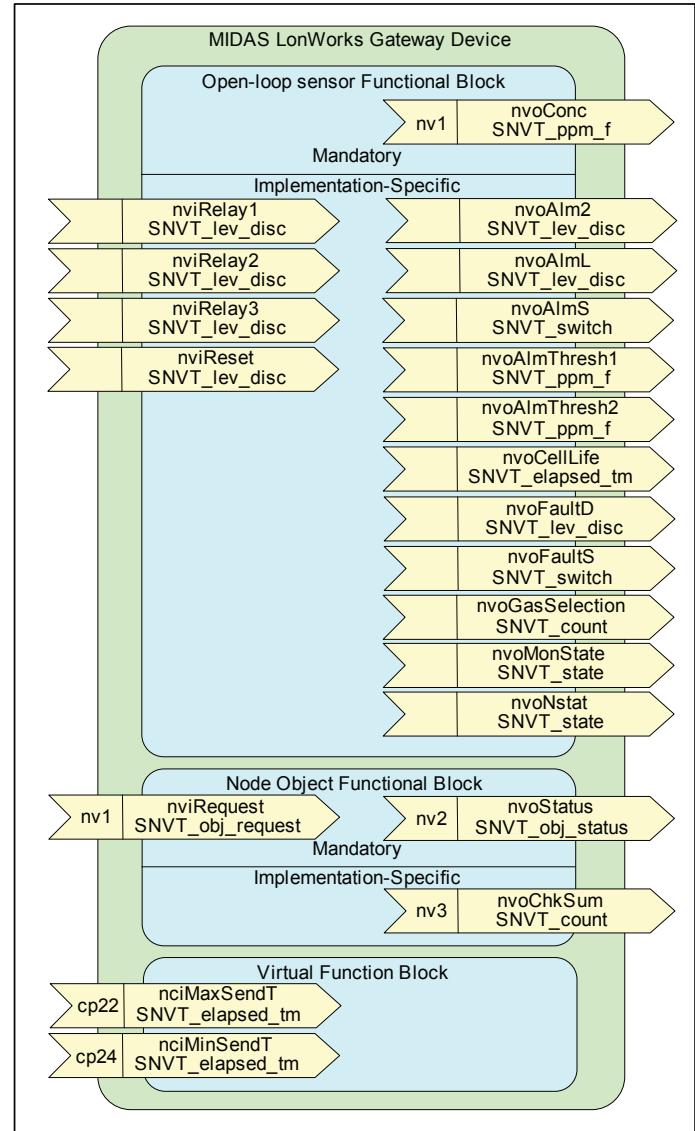 MIDAS LonWorks Gateway Device
Open-loop sensor Functional Block
nv1
nvoConc
SNVT_ppm_f
Mandatory
Implementation-Specific
nviRelay1
SNVT_lev_disc
nviRelay2
SNVT_lev_disc
nviRelay3
SNVT_lev_disc
nviReset
SNVT_lev_disc
nvoAlm2
SNVT_lev_disc
nvoAlmL
SNVT_lev_disc
nvoAlmS
SNVT_switch
nvoAlmThresh1
SNVT_ppm_f
nvoAlmThresh2
SNVT_ppm_f
nvoCellLife
SNVT_elapsed_tm
nvoFaultD
SNVT_lev_disc
nvoFaultS
SNVT_switch
nvoGasSelection
SNVT_count
nvoMonState
SNVT_state
nvoNstat
SNVT_state
Node Object Functional Block
nv1
nviRequest
SNVT_obj_request
nv2
nvoStatus
SNVT_obj_status
Mandatory
Implementation-Specific
nv3
nvoChkSum
SNVT_count
Virtual Function Block
cp22
nciMaxSendT
SNVT_elapsed_tm
cp24
nciMinSendT
SNVT_elapsed_tm